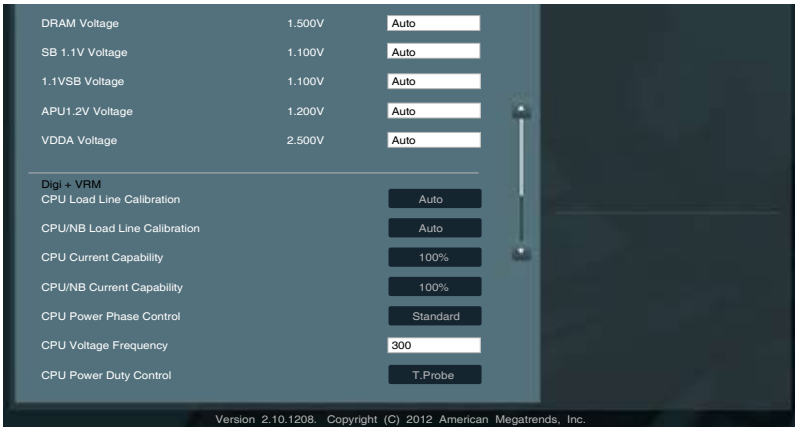 DRAM Voltage 1.500V Auto
SB 1.1V Voltage 1.100V Auto
1.1VSB Voltage 1.100V Auto
APU1.2V Voltage 1.200V Auto
VDDA Voltage 2.500V Auto
Digi + VRM
CPU Load Line Calibration Auto
CPU/NB Load Line Calibration Auto
CPU Current Capability 100%
CPU/NB Current Capability 100%
CPU Power Phase Control Standard
CPU Voltage Frequency 300
CPU Power Duty Control T.Probe
Version 2.10.1208. Copyright (C) 2012 American Megatrends, Inc.